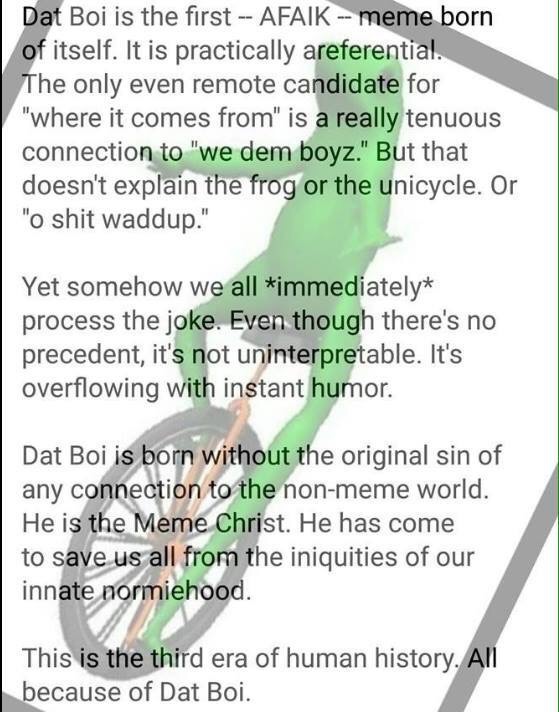 Dat Boi is the first -- AFAIK -- meme born
of itself. It is practically areferential.
The only even remote candidate for
"where it comes from" is a really tenuous
connection to "we dem boyz." But that
doesn't explain the frog or the unicycle. Or
"o shit waddup."
Yet somehow we all *immediately*
process the joke. Even though there's no
precedent, it's not uninterpretable. It's
overflowing with instant humor.
Dat Boi is born without the original sin of
any connection to the non-meme world.
He is the Meme Christ. He has come
to save us all from the iniquities of our
innate normiehood.
This is the third era of human history. All
because of Dat Boi.